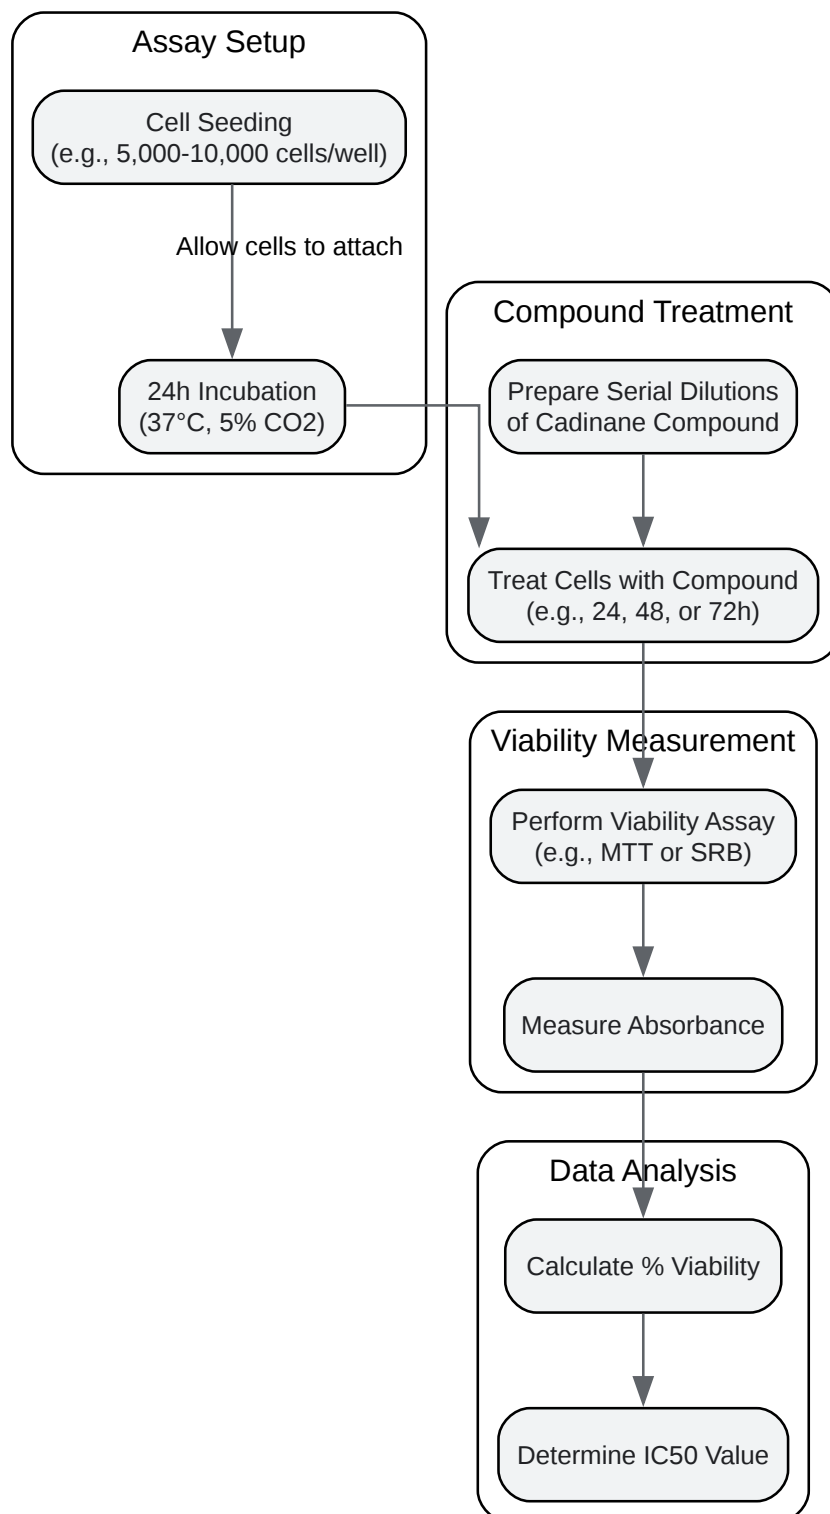 Assay Setup
Cell Seeding
(e.g., 5,000-10,000 cells/well)
Allow cells to attach
24h Incubation
(37°C, 5% CO2)
Compound Treatment
Prepare Serial Dilutions
of Cadinane Compound
Treat Cells with Compound
(e.g., 24, 48, or 72h)
Viability Measurement
Perform Viability Assay
(e.g., MTT or SRB)
Measure Absorbance
Data Analysis
Calculate % Viability
Determine IC50 Value